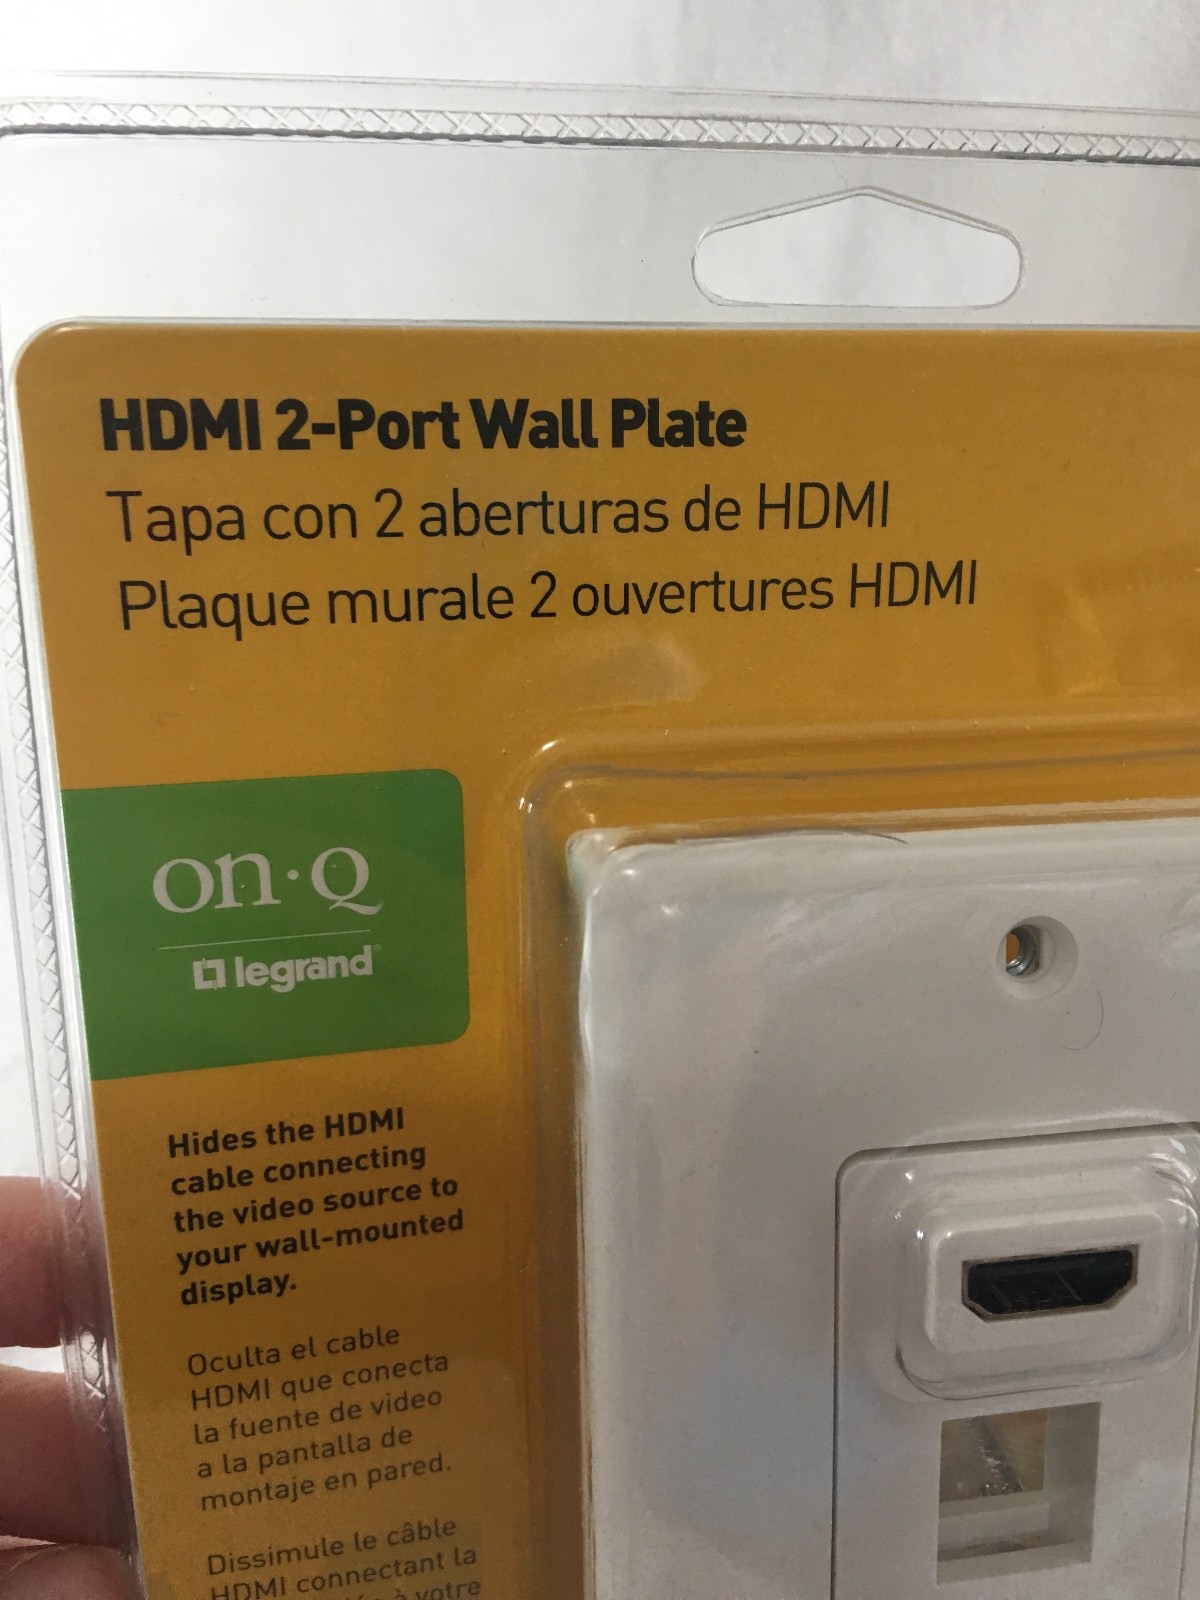 HDMI 2-Port Wall Plate
Tapa con 2 aberturas de HDMI
Plaque murale 2 ouvertures HDMI
on·Q
legrand®
Hides the HDMI
cable connecting
the video source to
your wall-mounted
display.
Oculta el cable
HDMI que conecta
la fuente de video
a la pantalla de
montaje en pared.
Dissimule le câble
HDMI connectant la
à votre